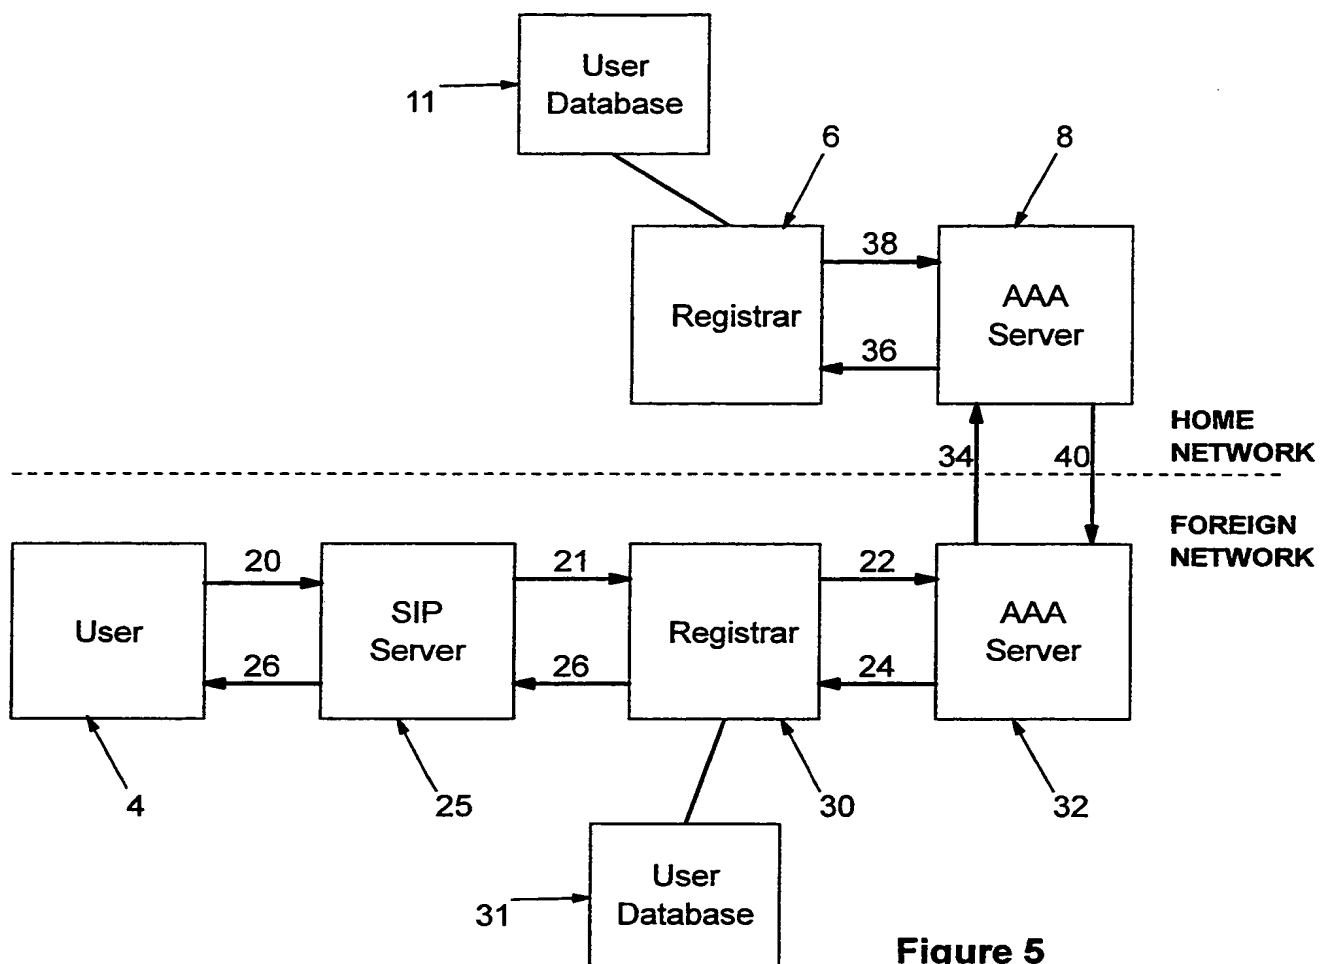 User
Database
11
6
8
38
Registrar
AAA
Server
36
HOME
NETWORK
34
40
FOREIGN
NETWORK
20
21
22
User
SIP
Server
Registrar
AAA
Server
26
26
24
4
25
30
32
User
Database
31
Figure 5